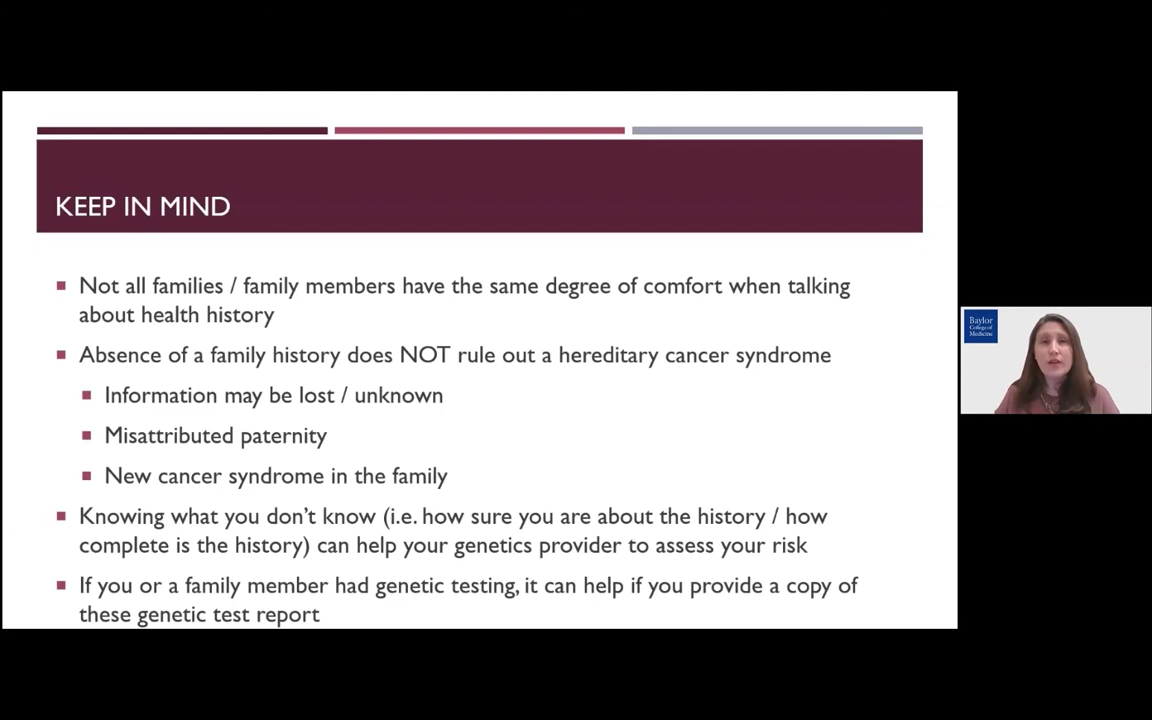 KEEP IN MIND
Not all families / family members have the same degree of comfort when talking
about health history
Absence of a family history does NOT rule out a hereditary cancer syndrome
Information may be lost / unknown
Misattributed paternity
New cancer syndrome in the family
Knowing what you don't know (i.e. how sure you are about the history / how
complete is the history) can help your genetics provider to assess your risk
If you or a family member had genetic testing, it can help if you provide a copy of
these genetic test report
Baylor
College of
Medicine